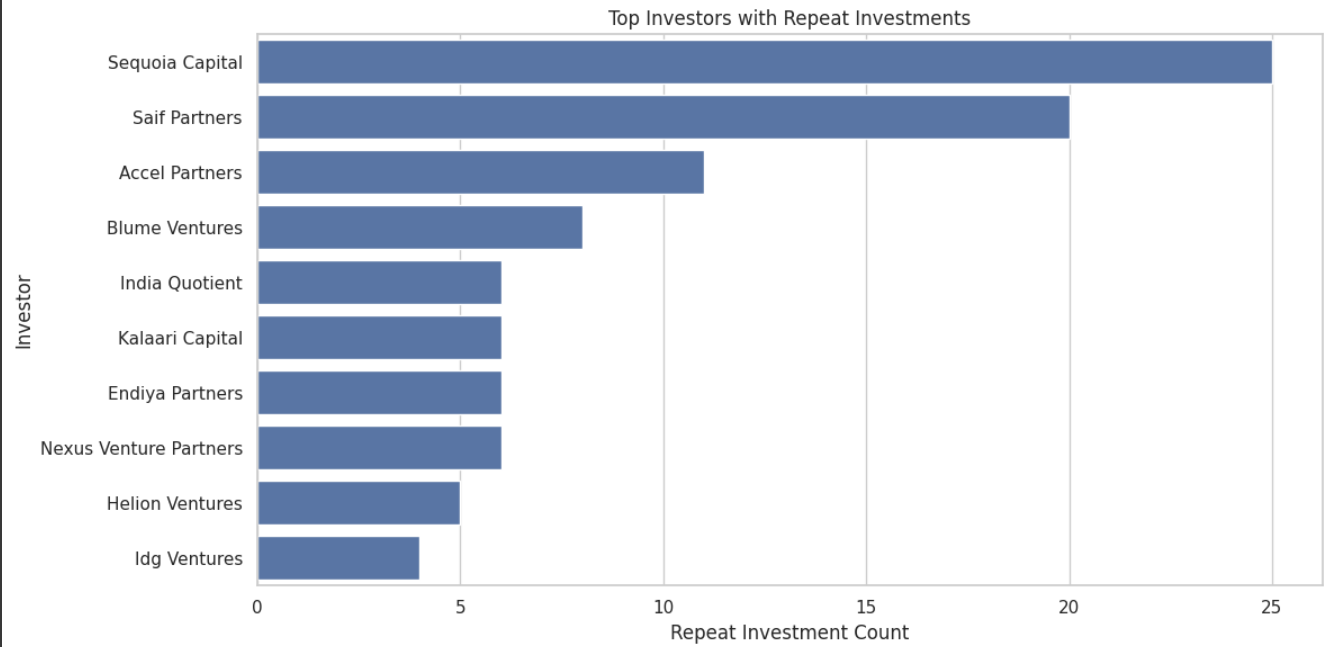 Top Investors with Repeat Investments
Investor
Sequoia Capital
Saif Partners
Accel Partners
Blume Ventures
India Quotient
Kalaari Capital
Endiya Partners
Nexus Venture Partners
Helion Ventures
Idg Ventures
0 5 10 15 20 25
Repeat Investment Count